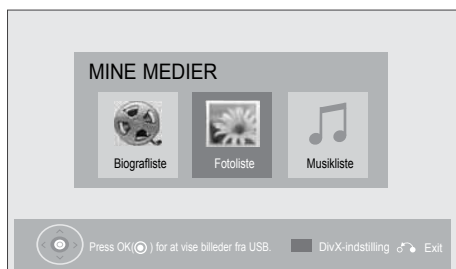 MINE MEDIER
Biografliste
Fotoliste
Musikliste
Press OK(◉) for at vise billeder fra USB. DivX-indstilling Exit